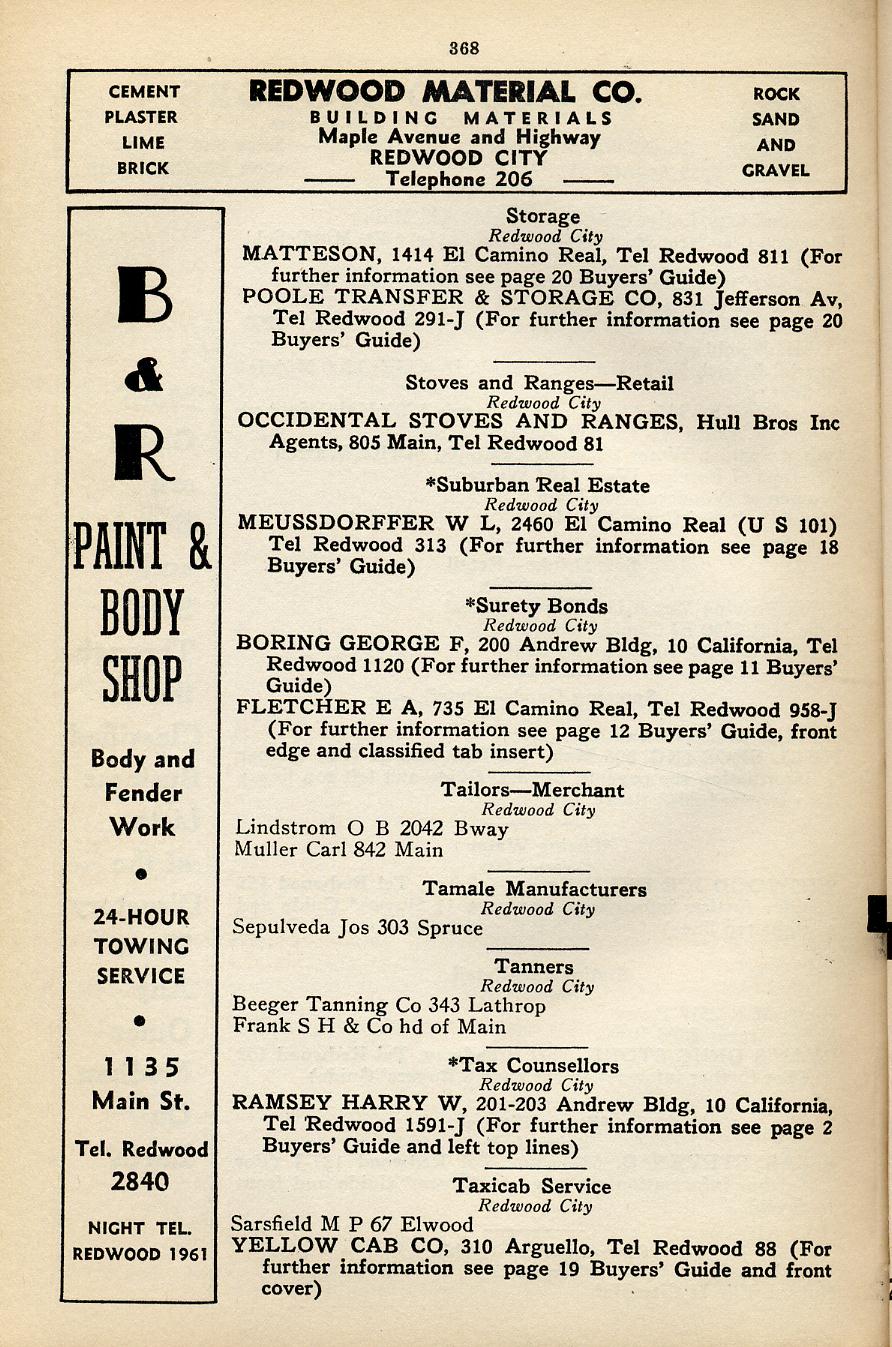 368
CEMENT
PLASTER
LIME
BRICK
REDWOOD MATERIAL CO.
BUILDING MATERIALS
Maple Avenue and Highway
REDWOOD CITY
Telephone 206
ROCK
SAND
AND
GRAVEL
B
&
R
PAINT &
BODY
SHOP
Body and
Fender
Work
•
24-HOUR
TOWING
SERVICE
•
1135
Main St.
Tel. Redwood
2840
NIGHT TEL.
REDWOOD 1961
Storage
Redwood City
MATTESON, 1414 El Camino Real, Tel Redwood 811 (For
further information see page 20 Buyers' Guide)
POOLE TRANSFER & STORAGE CO, 831 Jefferson Av,
Tel Redwood 291-J (For further information see page 20
Buyers' Guide)
Stoves and Ranges—Retail
Redwood City
OCCIDENTAL STOVES AND RANGES, Hull Bros Inc
Agents, 805 Main, Tel Redwood 81
*Suburban Real Estate
Redwood City
MEUSSDORFFER W L, 2460 El Camino Real (U S 101)
Tel Redwood 313 (For further information see page 18
Buyers' Guide)
*Surety Bonds
Redwood City
BORING GEORGE F, 200 Andrew Bldg, 10 California, Tel
Redwood 1120 (For further information see page 11 Buyers'
Guide)
FLETCHER E A, 735 El Camino Real, Tel Redwood 958-J
(For further information see page 12 Buyers' Guide, front
edge and classified tab insert)
Tailors—Merchant
Redwood City
Lindstrom O B 2042 Bway
Muller Carl 842 Main
Tamale Manufacturers
Redwood City
Sepulveda Jos 303 Spruce
Tanners
Redwood City
Beeger Tanning Co 343 Lathrop
Frank S H & Co hd of Main
*Tax Counsellors
Redwood City
RAMSEY HARRY W, 201-203 Andrew Bldg, 10 California,
Tel Redwood 1591-J (For further information see page 2
Buyers' Guide and left top lines)
Taxicab Service
Redwood City
Sarsfield M P 67 Elwood
YELLOW CAB CO, 310 Arguello, Tel Redwood 88 (For
further information see page 19 Buyers' Guide and front
cover)